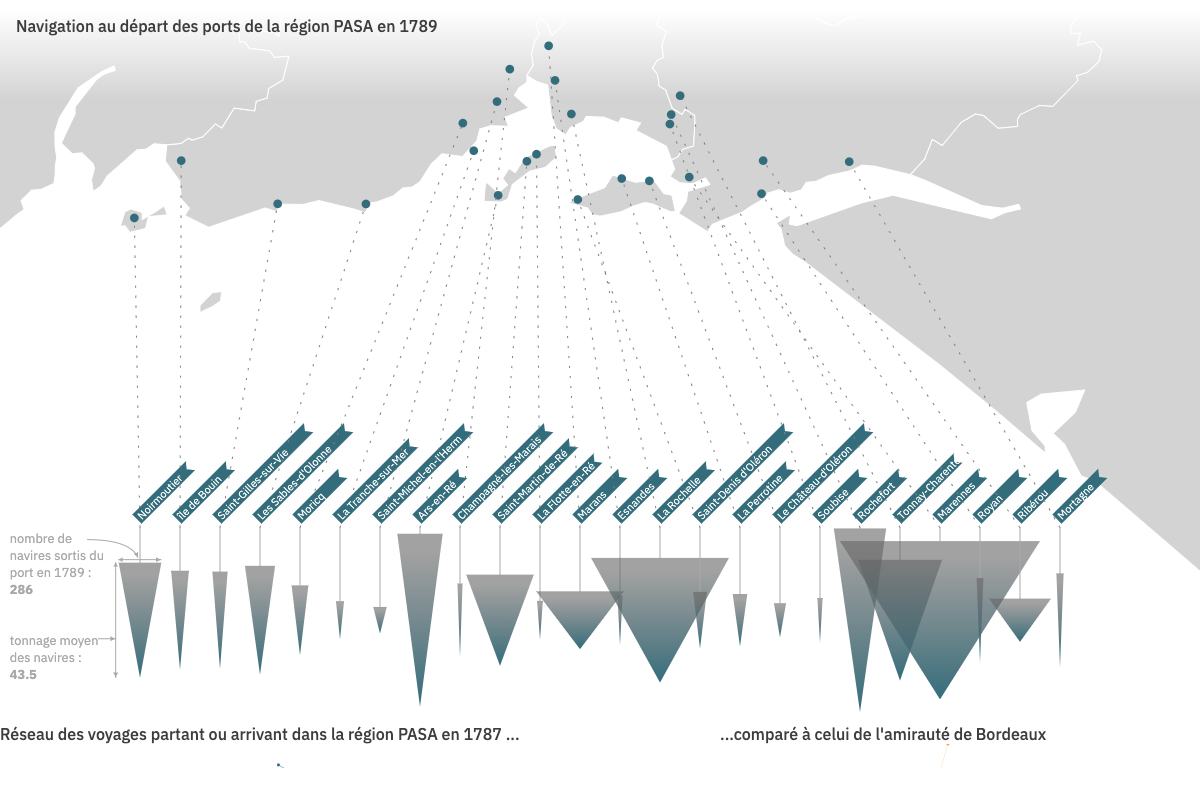 Navigation au départ des ports de la région PASA en 1789
Noirmoutier
île de Bouin
Saint-Gilles-sur-Vie
Les Sables-d'Olonne
Moricq
La Tranche-sur-Mer
Saint-Michel-en-l'Herm
Ars-en-Ré
Champagné-les-Marais
Saint-Martin-de-Ré
La Flotte-en-Ré
Marans
Esnandes
La Rochelle
Saint-Denis d'Oléron
La Perrotine
Le Château-d'Oléron
Soubise
Rochefort
Tonnay-Charente
Marennes
Royan
Ribérou
Mortagne
nombre de
navires sortis du
port en 1789 :
286
tonnage moyen
des navires :
43.5
Réseau des voyages partant ou arrivant dans la région PASA en 1787 ...
...comparé à celui de l'amirauté de Bordeaux